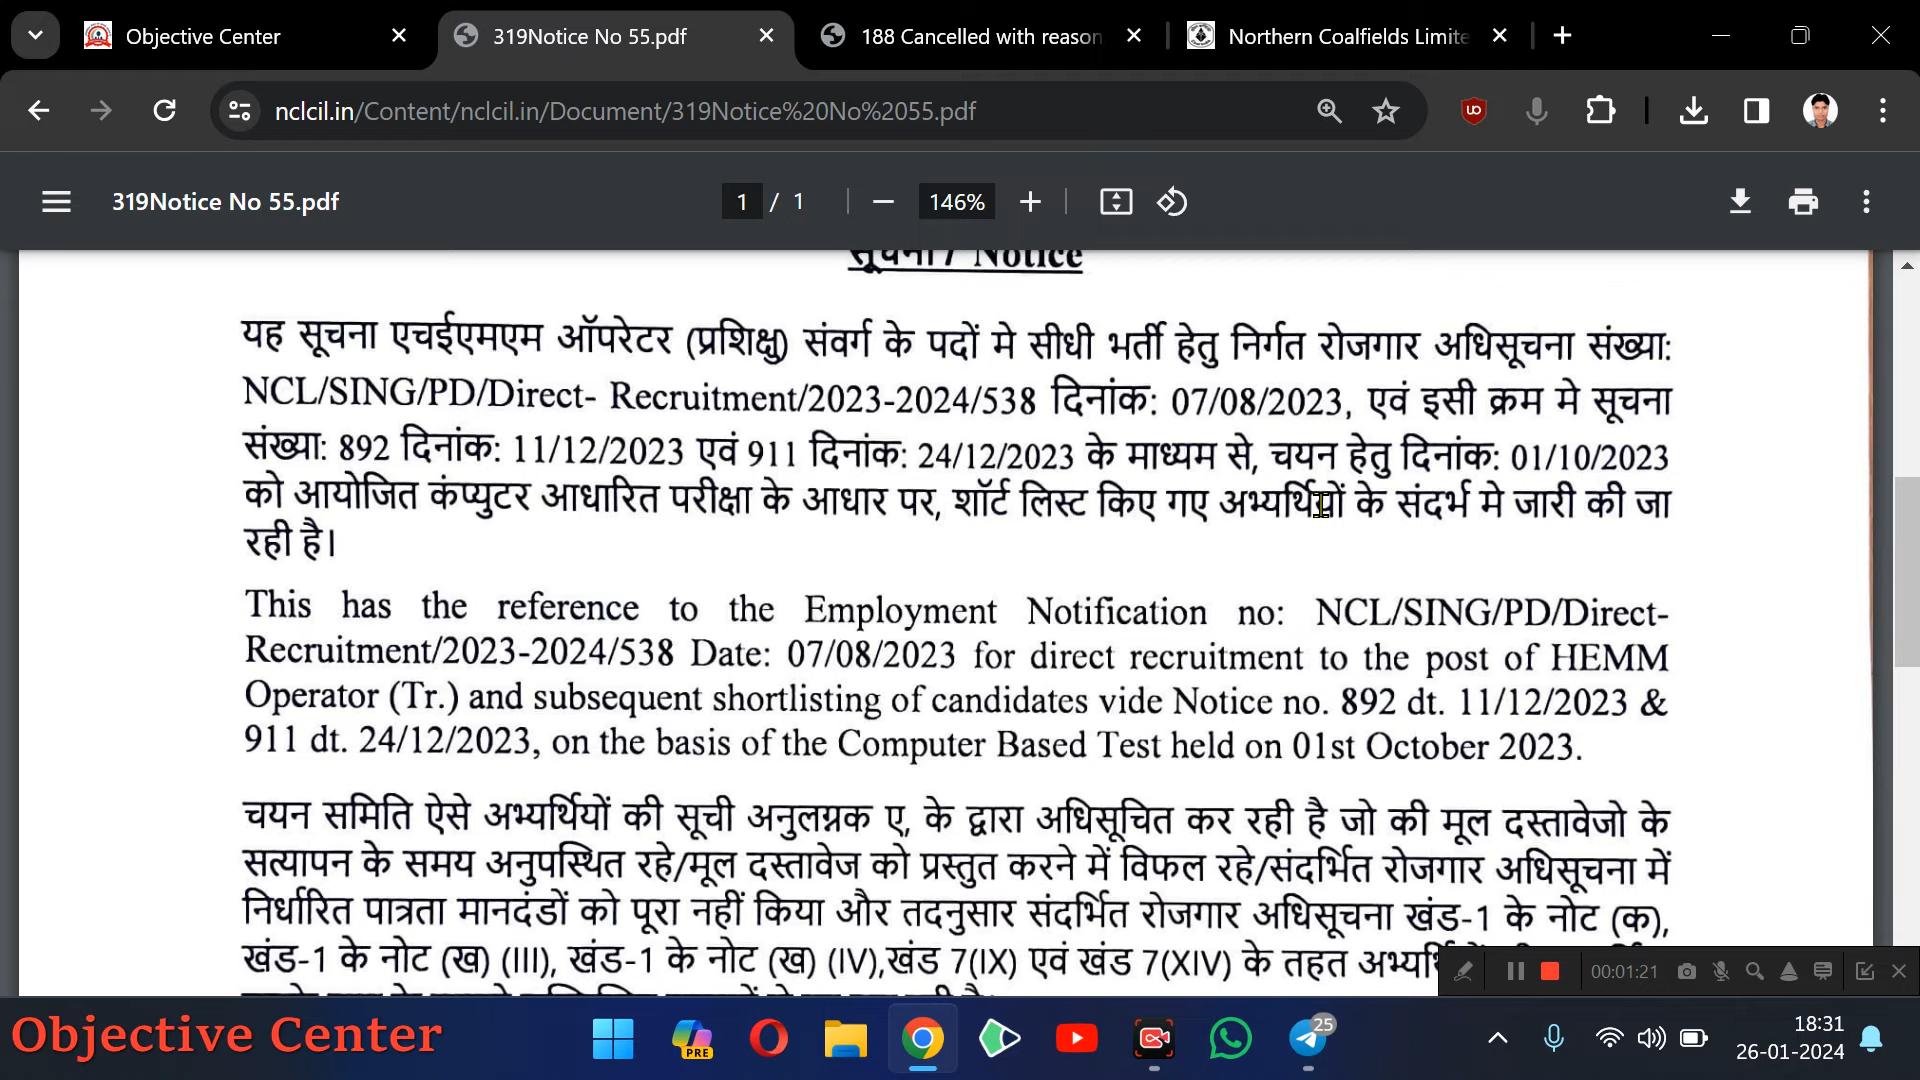 Objective Center
319Notice No 55.pdf
188 Cancelled with reason
Northern Coalfields Limite
nclcil.in/Content/nclcil.in/Document/319Notice%20No%2055.pdf
319Notice No 55.pdf
1 / 1
146%
सूचना / Notice
यह सूचना एचईएमएम ऑपरेटर (प्रशिक्षु) संवर्ग के पदों मे सीधी भर्ती हेतु निर्गत रोजगार अधिसूचना संख्या:
NCL/SING/PD/Direct- Recruitment/2023-2024/538 दिनांक: 07/08/2023, एवं इसी क्रम मे सूचना
संख्या: 892 दिनांक: 11/12/2023 एवं 911 दिनांक: 24/12/2023 के माध्यम से, चयन हेतु दिनांक: 01/10/2023
को आयोजित कंप्युटर आधारित परीक्षा के आधार पर, शॉर्ट लिस्ट किए गए अभ्यर्थियों के संदर्भ मे जारी की जा
रही है।
This has the reference to the Employment Notification no: NCL/SING/PD/Direct-
Recruitment/2023-2024/538 Date: 07/08/2023 for direct recruitment to the post of HEMM
Operator (Tr.) and subsequent shortlisting of candidates vide Notice no. 892 dt. 11/12/2023 &
911 dt. 24/12/2023, on the basis of the Computer Based Test held on 01st October 2023.
चयन समिति ऐसे अभ्यर्थियों की सूची अनुलग्नक ए, के द्वारा अधिसूचित कर रही है जो की मूल दस्तावेजो के
सत्यापन के समय अनुपस्थित रहे/मूल दस्तावेज को प्रस्तुत करने में विफल रहे/संदर्भित रोजगार अधिसूचना में
निर्धारित पात्रता मानदंडों को पूरा नहीं किया और तदनुसार संदर्भित रोजगार अधिसूचना खंड-1 के नोट (क),
खंड-1 के नोट (ख) (III), खंड-1 के नोट (ख) (IV),खंड 7(IX) एवं खंड 7(XIV) के तहत
00:01:21
Objective Center
PRE
25
18:31
26-01-2024